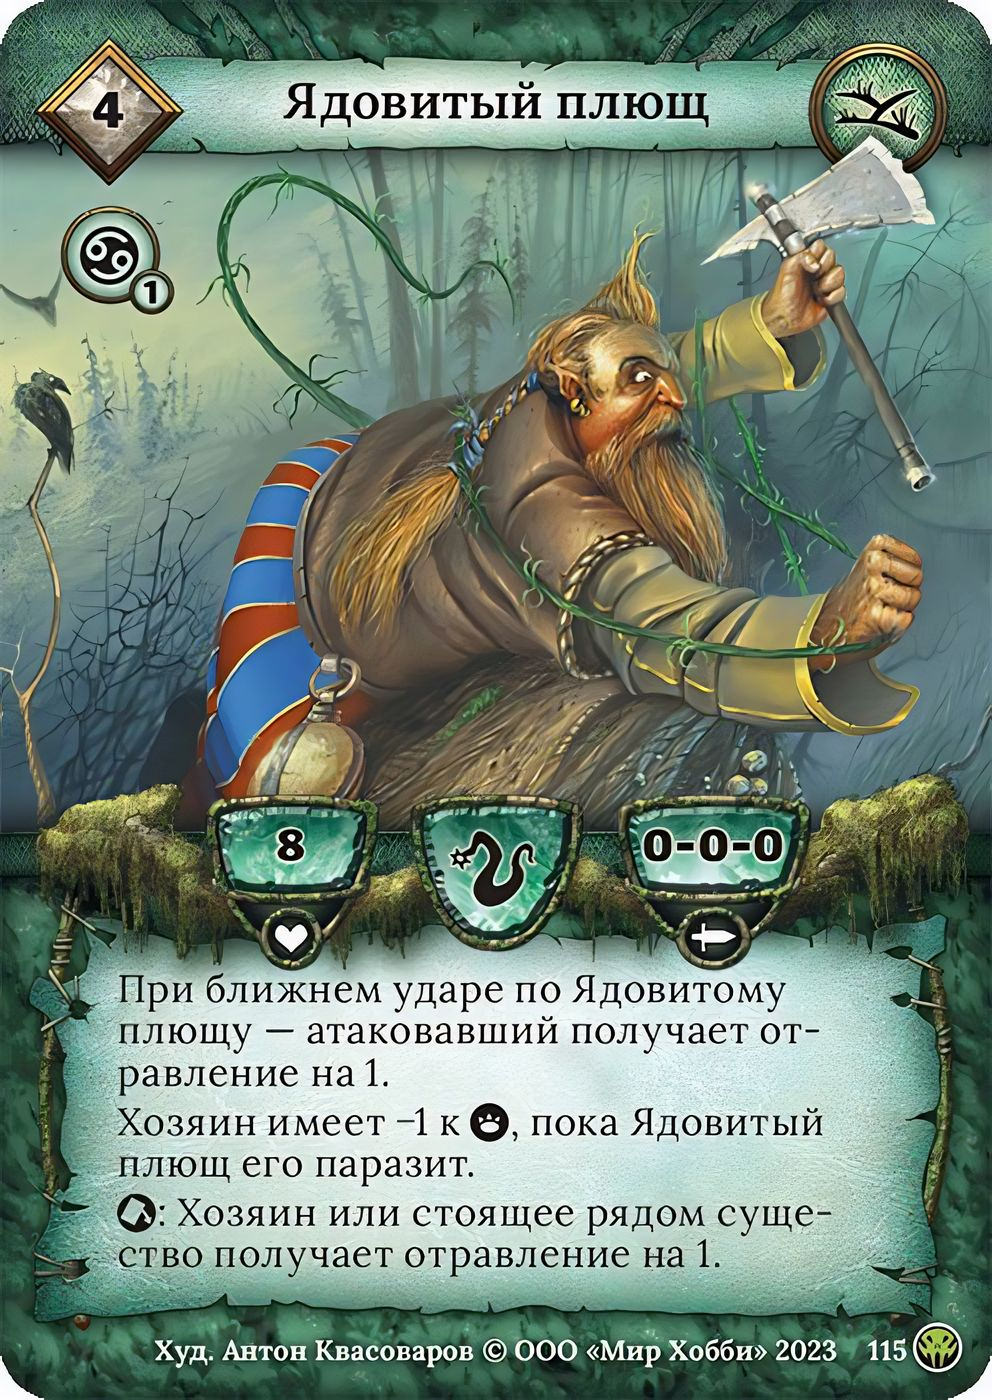 4
Ядовитый плющ
1
8
0-0-0
При ближнем ударе по Ядовитому
плющу — атаковавший получает от-
равление на 1.
Хозяин имеет −1 к , пока Ядовитый
плющ его паразит.
: Хозяин или стоящее рядом суще-
ство получает отравление на 1.
Худ. Антон Квасоваров © ООО «Мир Хобби» 2023 115